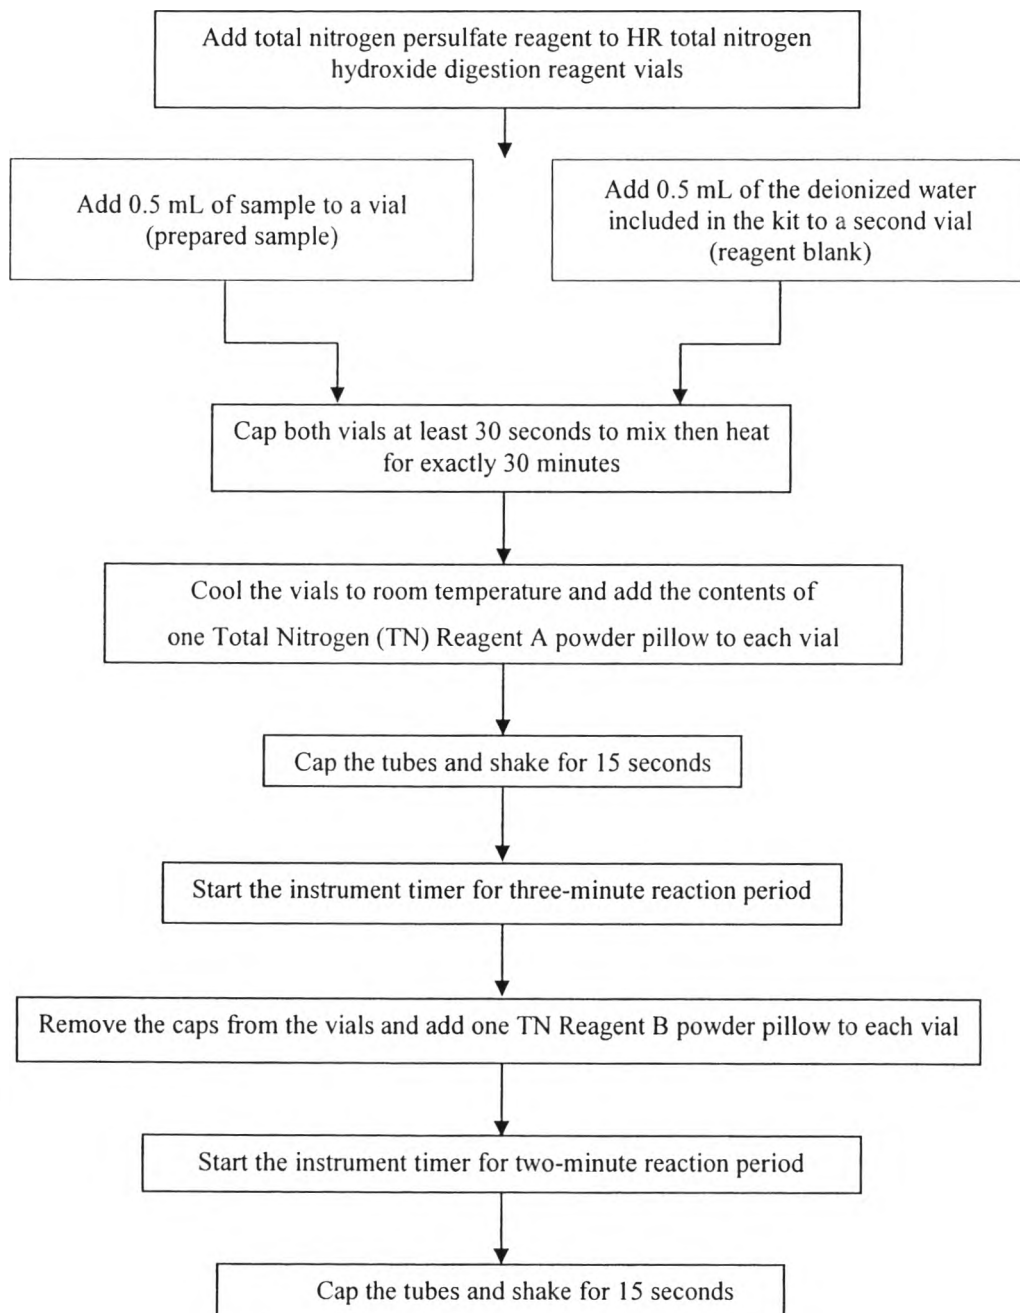 Add total nitrogen persulfate reagent to HR total nitrogen
hydroxide digestion reagent vials
Add 0.5 mL of sample to a vial
(prepared sample)
Add 0.5 mL of the deionized water
included in the kit to a second vial
(reagent blank)
Cap both vials at least 30 seconds to mix then heat
for exactly 30 minutes
Cool the vials to room temperature and add the contents of
one Total Nitrogen (TN) Reagent A powder pillow to each vial
Cap the tubes and shake for 15 seconds
Start the instrument timer for three-minute reaction period
Remove the caps from the vials and add one TN Reagent B powder pillow to each vial
Start the instrument timer for two-minute reaction period
Cap the tubes and shake for 15 seconds